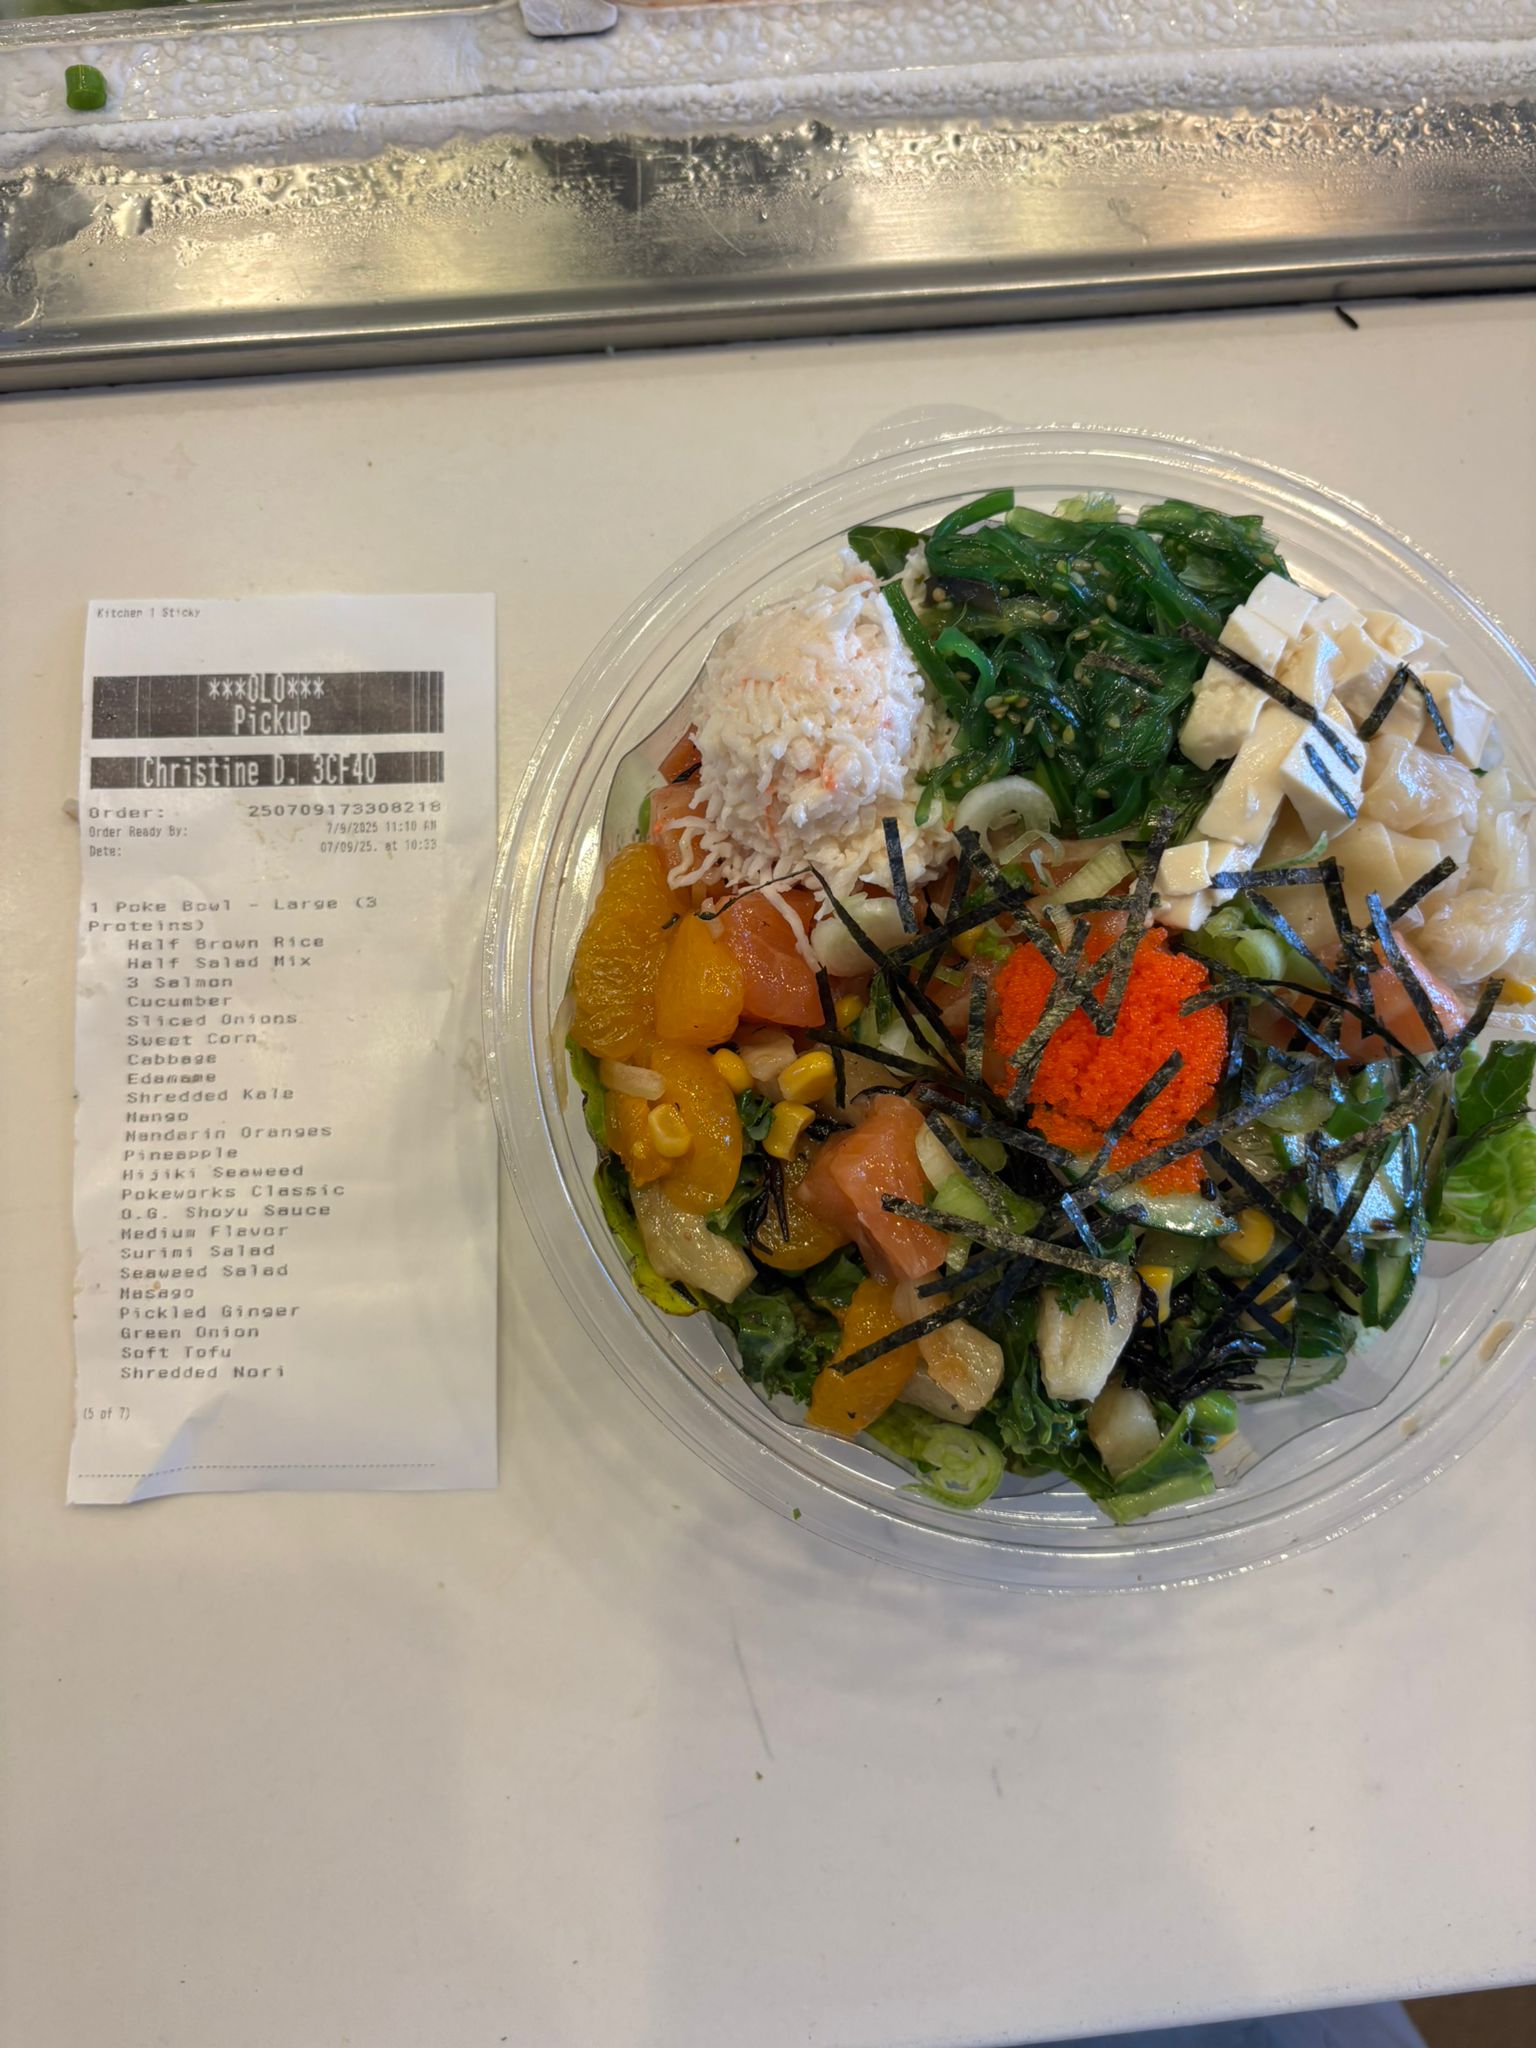 Kitchen 1 Sticky
***OLO***
Pickup
Christine D. 3CF40
Order: 250709173308218
Order Ready By: 7/9/2025 11:10 AM
Date: 07/09/25. at 10:33
1 Poke Bowl - Large (3
Proteins)
Half Brown Rice
Half Salad Mix
3 Salmon
Cucumber
Sliced Onions
Sweet Corn
Cabbage
Edamame
Shredded Kale
Mango
Mandarin Oranges
Pineapple
Hijiki Seaweed
Pokeworks Classic
O.G. Shoyu Sauce
Medium Flavor
Surimi Salad
Seaweed Salad
Masago
Pickled Ginger
Green Onion
Soft Tofu
Shredded Nori
(5 of 7)